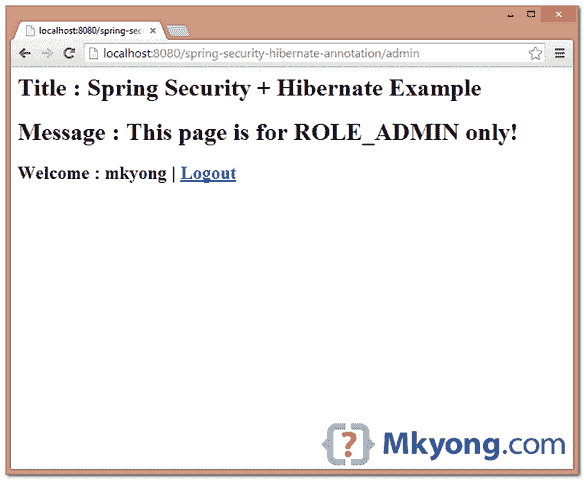 localhost:8080/spring-sec
localhost:8080/spring-security-hibernate-annotation/admin
Title : Spring Security + Hibernate Example
Message : This page is for ROLE_ADMIN only!
Welcome : mkyong | Logout
{?} Mkyong.com